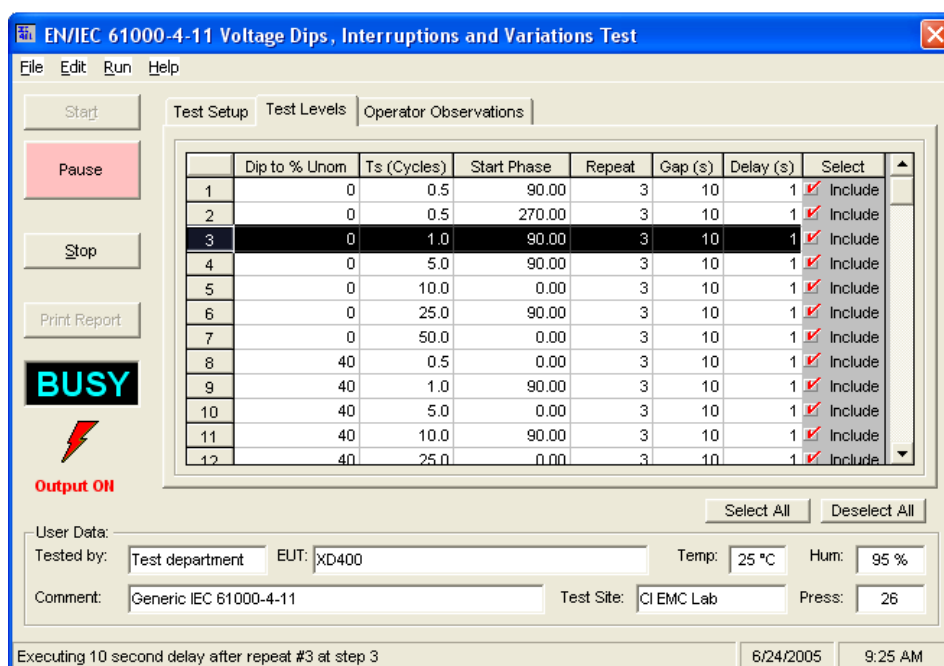 EN/IEC 61000-4-11 Voltage Dips, Interruptions and Variations Test
File Edit Run Help
Start
Pause
Stop
Print Report
BUSY
Output ON
Test Setup Test Levels Operator Observations
Dip to % Unom Ts (Cycles) Start Phase Repeat Gap (s) Delay (s) Select
1 0 0.5 90.00 3 10 1 Include
2 0 0.5 270.00 3 10 1 Include
3 0 1.0 90.00 3 10 1 Include
4 0 5.0 90.00 3 10 1 Include
5 0 10.0 0.00 3 10 1 Include
6 0 25.0 90.00 3 10 1 Include
7 0 50.0 0.00 3 10 1 Include
8 40 0.5 0.00 3 10 1 Include
9 40 1.0 90.00 3 10 1 Include
10 40 5.0 0.00 3 10 1 Include
11 40 10.0 90.00 3 10 1 Include
12 40 25.0 0.00 3 10 1 Include
Select All Deselect All
User Data:
Tested by: Test department EUT: XD400 Temp: 25 °C Hum: 95 %
Comment: Generic IEC 61000-4-11 Test Site: CI EMC Lab Press: 26
Executing 10 second delay after repeat #3 at step 3 6/24/2005 9:25 AM